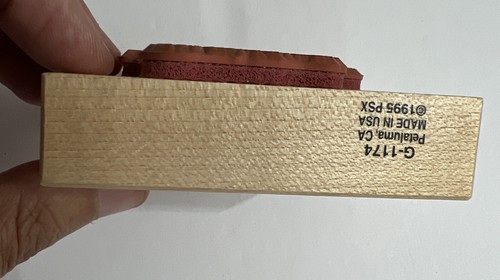 G-1174
Petaluma, CA
MADE IN USA
©1995 PSX